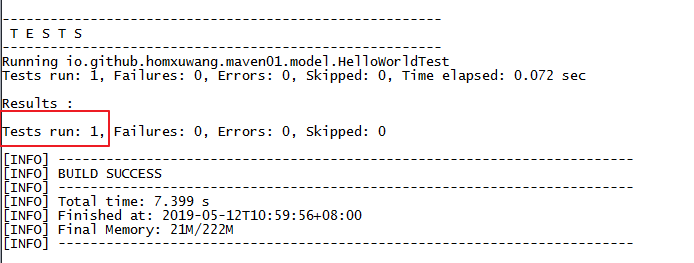 -------------------------------------------------------
 T E S T S
-------------------------------------------------------
Running io.github.homxuwang.maven01.model.HelloWorldTest
Tests run: 1, Failures: 0, Errors: 0, Skipped: 0, Time elapsed: 0.072 sec

Results :

Tests run: 1, Failures: 0, Errors: 0, Skipped: 0

[INFO] ------------------------------------------------------------------------
[INFO] BUILD SUCCESS
[INFO] ------------------------------------------------------------------------
[INFO] Total time: 7.399 s
[INFO] Finished at: 2019-05-12T10:59:56+08:00
[INFO] Final Memory: 21M/222M
[INFO] ------------------------------------------------------------------------